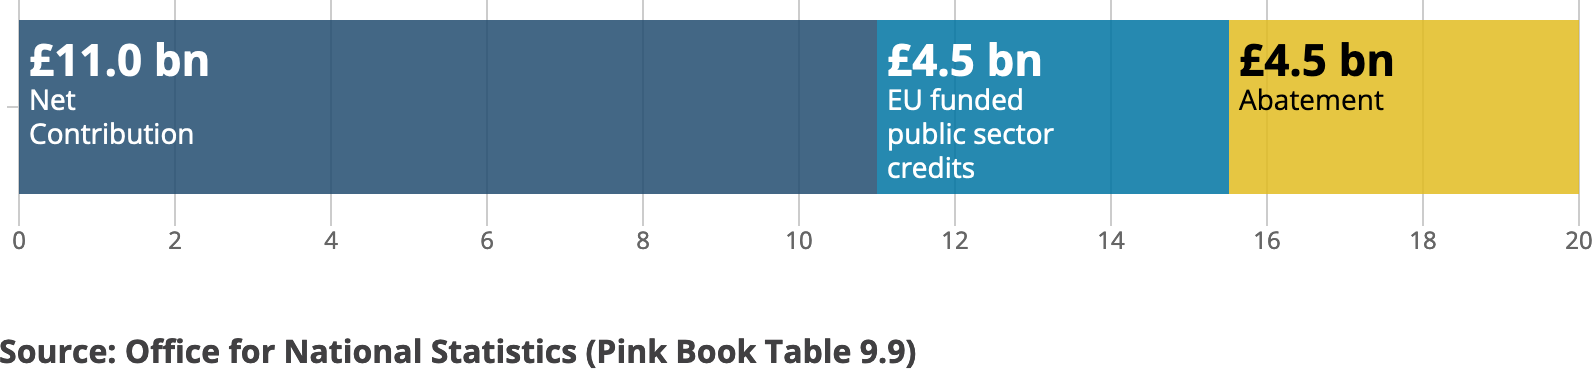 £11.0 bn
Net
Contribution
£4.5 bn
EU funded
public sector
credits
£4.5 bn
Abatement
0 2 4 6 8 10 12 14 16 18 20
Source: Office for National Statistics (Pink Book Table 9.9)